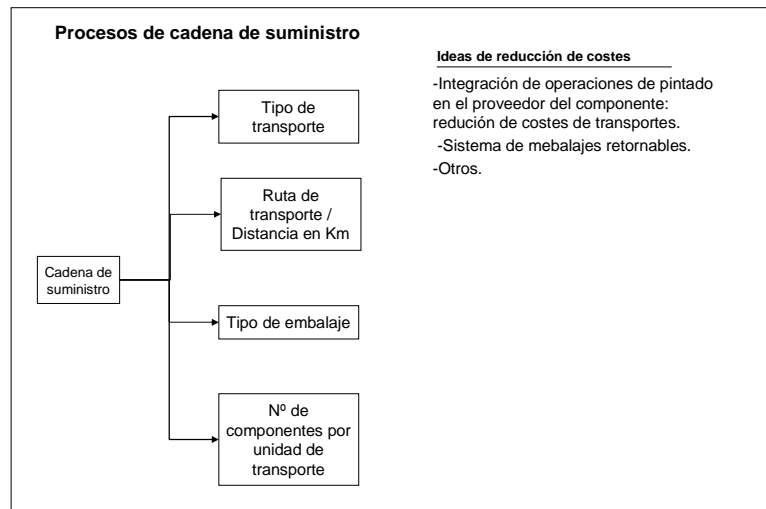 Procesos de cadena de suministro
Ideas de reducción de costes
-Integración de operaciones de pintado
en el proveedor del componente:
redución de costes de transportes.
-Sistema de mebalajes retornables.
-Otros.
Tipo de
transporte
Ruta de
transporte /
Distancia en Km
Cadena de
suministro
Tipo de embalaje
Nº de
componentes por
unidad de
transporte